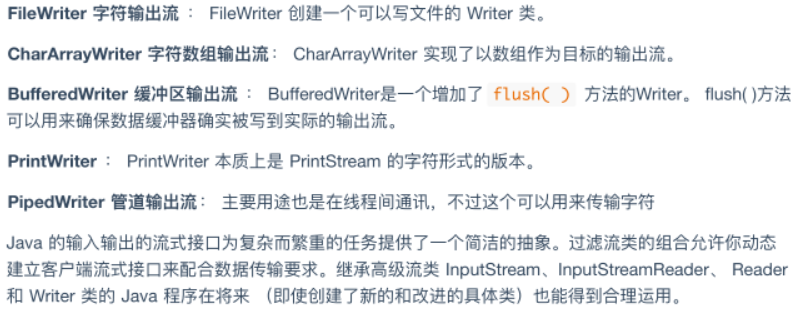 FileWriter 字符输出流 ： FileWriter 创建一个可以写文件的 Writer 类。
CharArrayWriter 字符数组输出流： CharArrayWriter 实现了以数组作为目标的输出流。
BufferedWriter 缓冲区输出流 ： BufferedWriter是一个增加了 flush( ) 方法的Writer。 flush( )方法
可以用来确保数据缓冲器确实被写到实际的输出流。
PrintWriter ： PrintWriter 本质上是 PrintStream 的字符形式的版本。
PipedWriter 管道输出流： 主要用途也是在线程间通讯，不过这个可以用来传输字符
Java 的输入输出的流式接口为复杂而繁重的任务提供了一个简洁的抽象。过滤流类的组合允许你动态
建立客户端流式接口来配合数据传输要求。继承高级流类 InputStream、InputStreamReader、 Reader
和 Writer 类的 Java 程序在将来 （即使创建了新的和改进的具体类）也能得到合理运用。